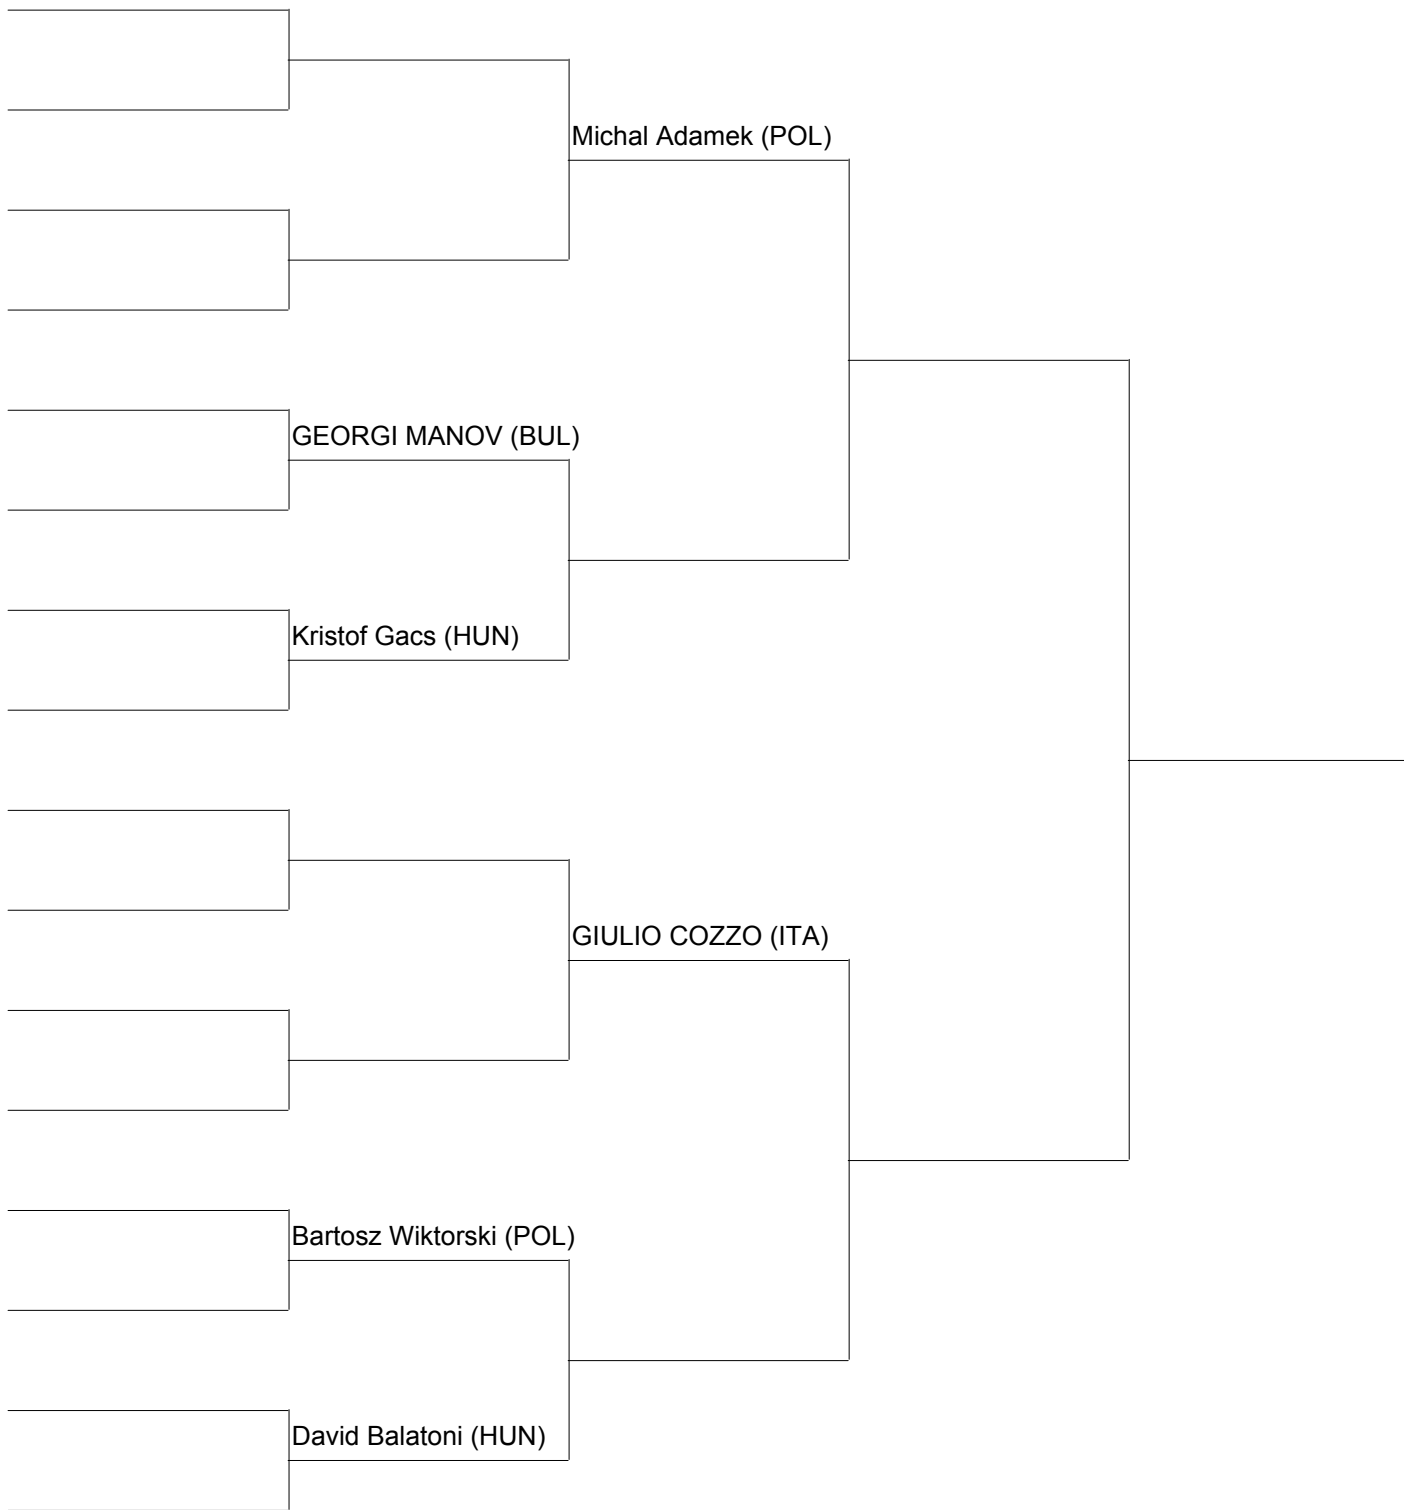 Michal Adamek (POL)
GEORGI MANOV (BUL)
Kristof Gacs (HUN)
GIULIO COZZO (ITA)
Bartosz Wiktorski (POL)
David Balatoni (HUN)